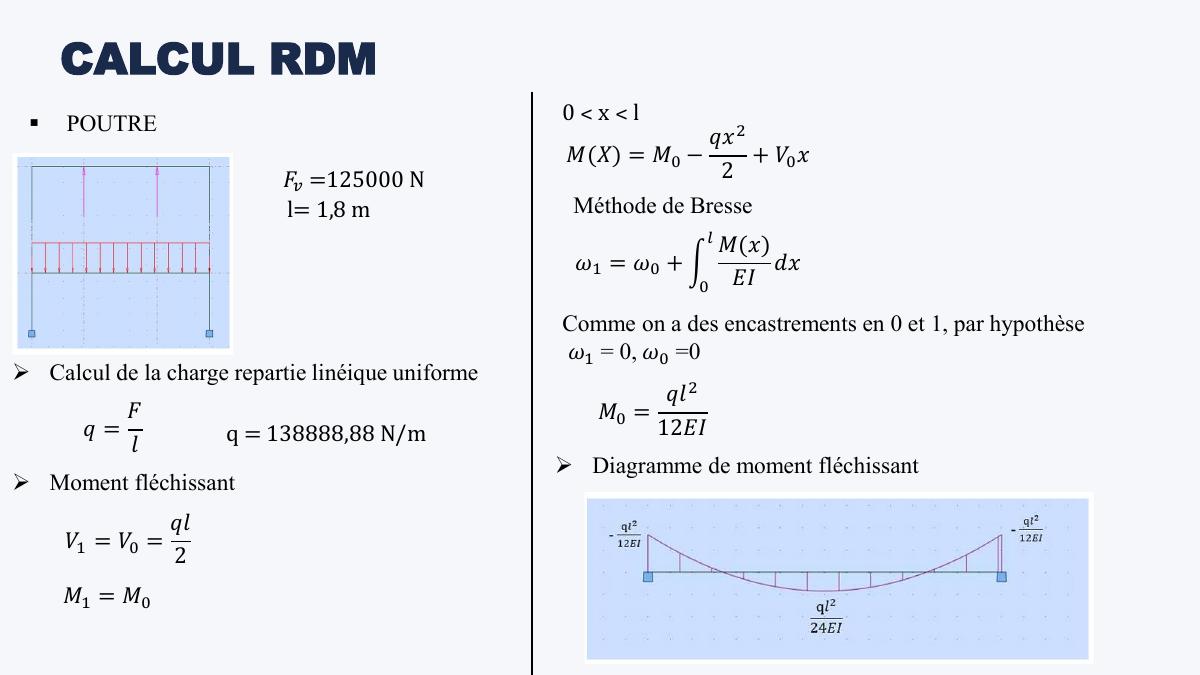 CALCUL RDM
▪ POUTRE
F_v =125000 N
l= 1,8 m
➢ Calcul de la charge repartie linéique uniforme
q = F/l
q = 138888,88 N/m
➢ Moment fléchissant
V₁ = V₀ = ql/2
M₁ = M₀
0 < x < l
M(X) = M₀ − qx²/2 + V₀x
Méthode de Bresse
ω₁ = ω₀ + ∫₀ˡ M(x)/EI dx
Comme on a des encastrements en 0 et 1, par hypothèse
ω₁ = 0, ω₀ =0
M₀ = ql²/12EI
➢ Diagramme de moment fléchissant
- ql²/12EI
- ql²/12EI
ql²/24EI